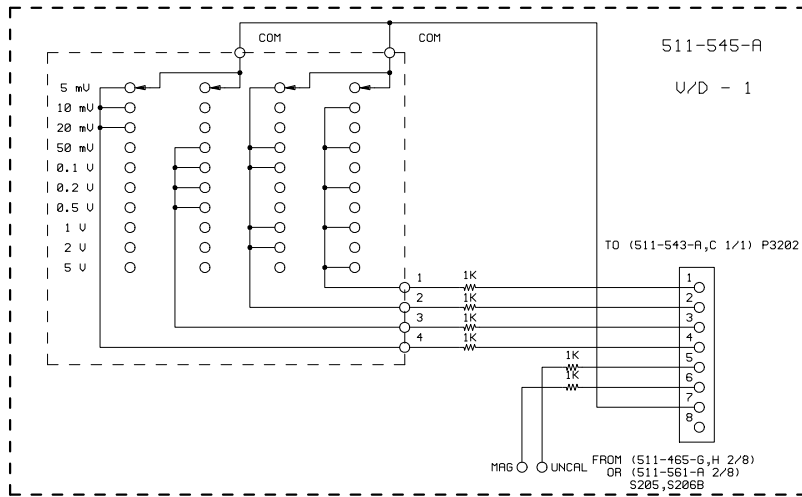 COM
COM
511-545-A
V/D - 1
5 mV
10 mV
20 mV
50 mV
0.1 V
0.2 V
0.5 V
1 V
2 V
5 V
TO (511-543-A,C 1/1) P3202
1 1K 1
2 1K 2
3 1K 3
4 1K 4
1K 5
1K 6
7
8
MAG UNCAL
FROM (511-465-G,H 2/8)
OR (511-561-A 2/8)
S205,S206B